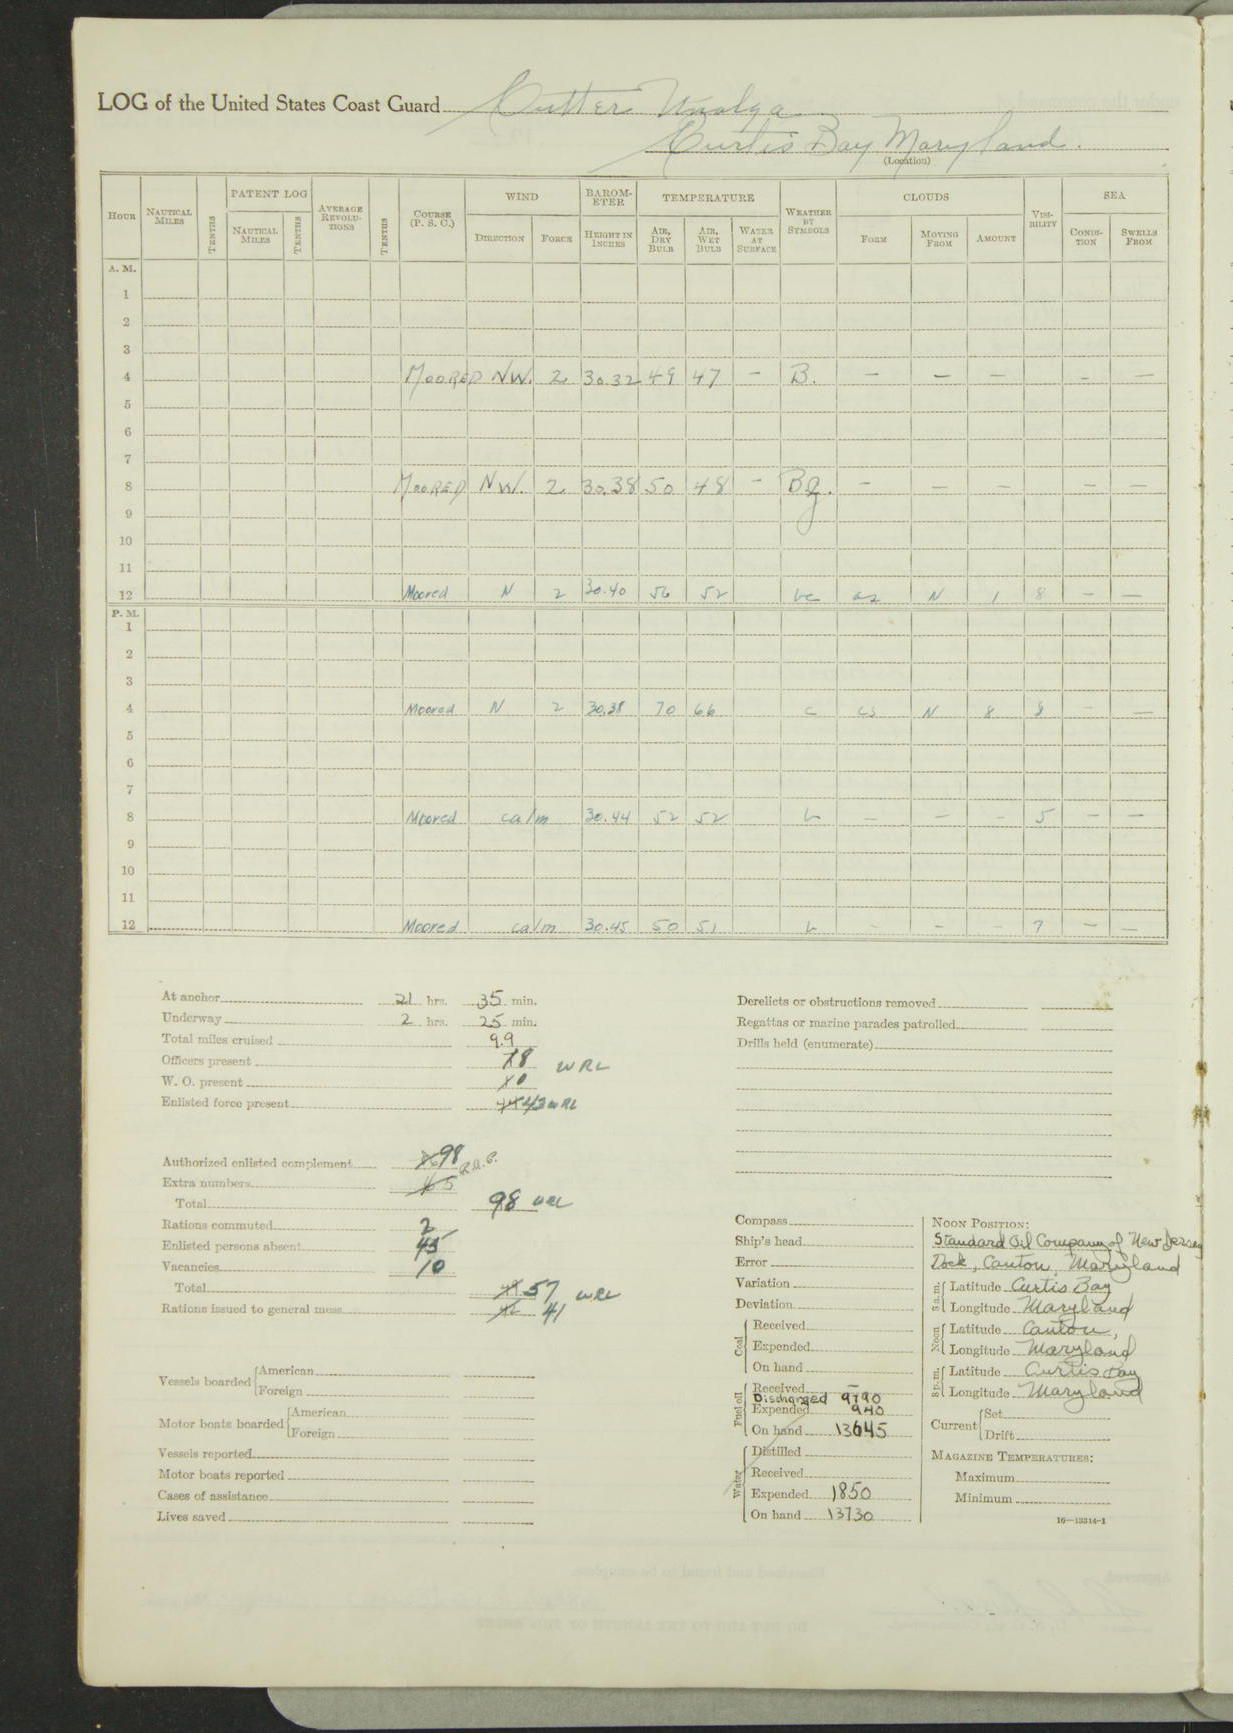 LOG of the United States Coast Guard Cutter Unalga
Curtis Bay Maryland.
(Location)
HOUR NAUTICAL MILES TENTHS PATENT LOG NAUTICAL MILES TENTHS AVERAGE REVOLUTIONS TENTHS COURSE (P. S. C.) WIND DIRECTION FORCE BAROMETER HEIGHT IN INCHES TEMPERATURE AIR, DRY BULB AIR, WET BULB WATER AT SURFACE WEATHER BY SYMBOLS CLOUDS FORM MOVING FROM AMOUNT VISIBILITY SEA CONDITION SWELLS FROM
A. M.
1
2
3
4 MOORED NW. 2 30.32 49 47 – B. – – – – –
5
6
7
8 MOORED NW. 2 30.38 50 48 – – – – – –
9
10
11
12 Moored N 2 30.40 56 52 bc as N 1 8 – –
P. M.
1
2
3
4 Moored N 2 30.38 70 66 c cs N 8 8 – –
5
6
7
8 Moored calm 30.44 52 52 b – – – 5 – –
9
10
11
12 Moored calm 30.45 50 51 b – – – 7 – –
At anchor 21 hrs. 35 min.
Underway 2 hrs. 25 min.
Total miles cruised 9.9
Officers present 8 WRL
W. O. present 0
Enlisted force present 43 WRL
Authorized enlisted complement 98
Extra numbers
Total 98 WRL
Rations commuted 2
Enlisted persons absent 45
Vacancies 10
Total 57 WRL
Rations issued to general mess 41
Vessels boarded American
Foreign
Motor boats boarded American
Foreign
Vessels reported
Motor boats reported
Cases of assistance
Lives saved
Derelicts or obstructions removed
Regattas or marine parades patrolled
Drills held (enumerate)
Compass
Ship's head
Error
Variation
Deviation
Coal Received
Expended
On hand
Fuel oil Received –
Discharged 9790
Expended 940
On hand 13645
Water Distilled
Received
Expended 1850
On hand 13730
NOON POSITION:
Standard Oil Company of New Jersey
Dock, Canton, Maryland
8 a.m. Latitude Curtis Bay
Longitude Maryland
Noon Latitude Canton,
Longitude Maryland
8 p.m. Latitude Curtis Bay
Longitude Maryland
Current Set
Drift
MAGAZINE TEMPERATURES:
Maximum
Minimum
16—13314-1